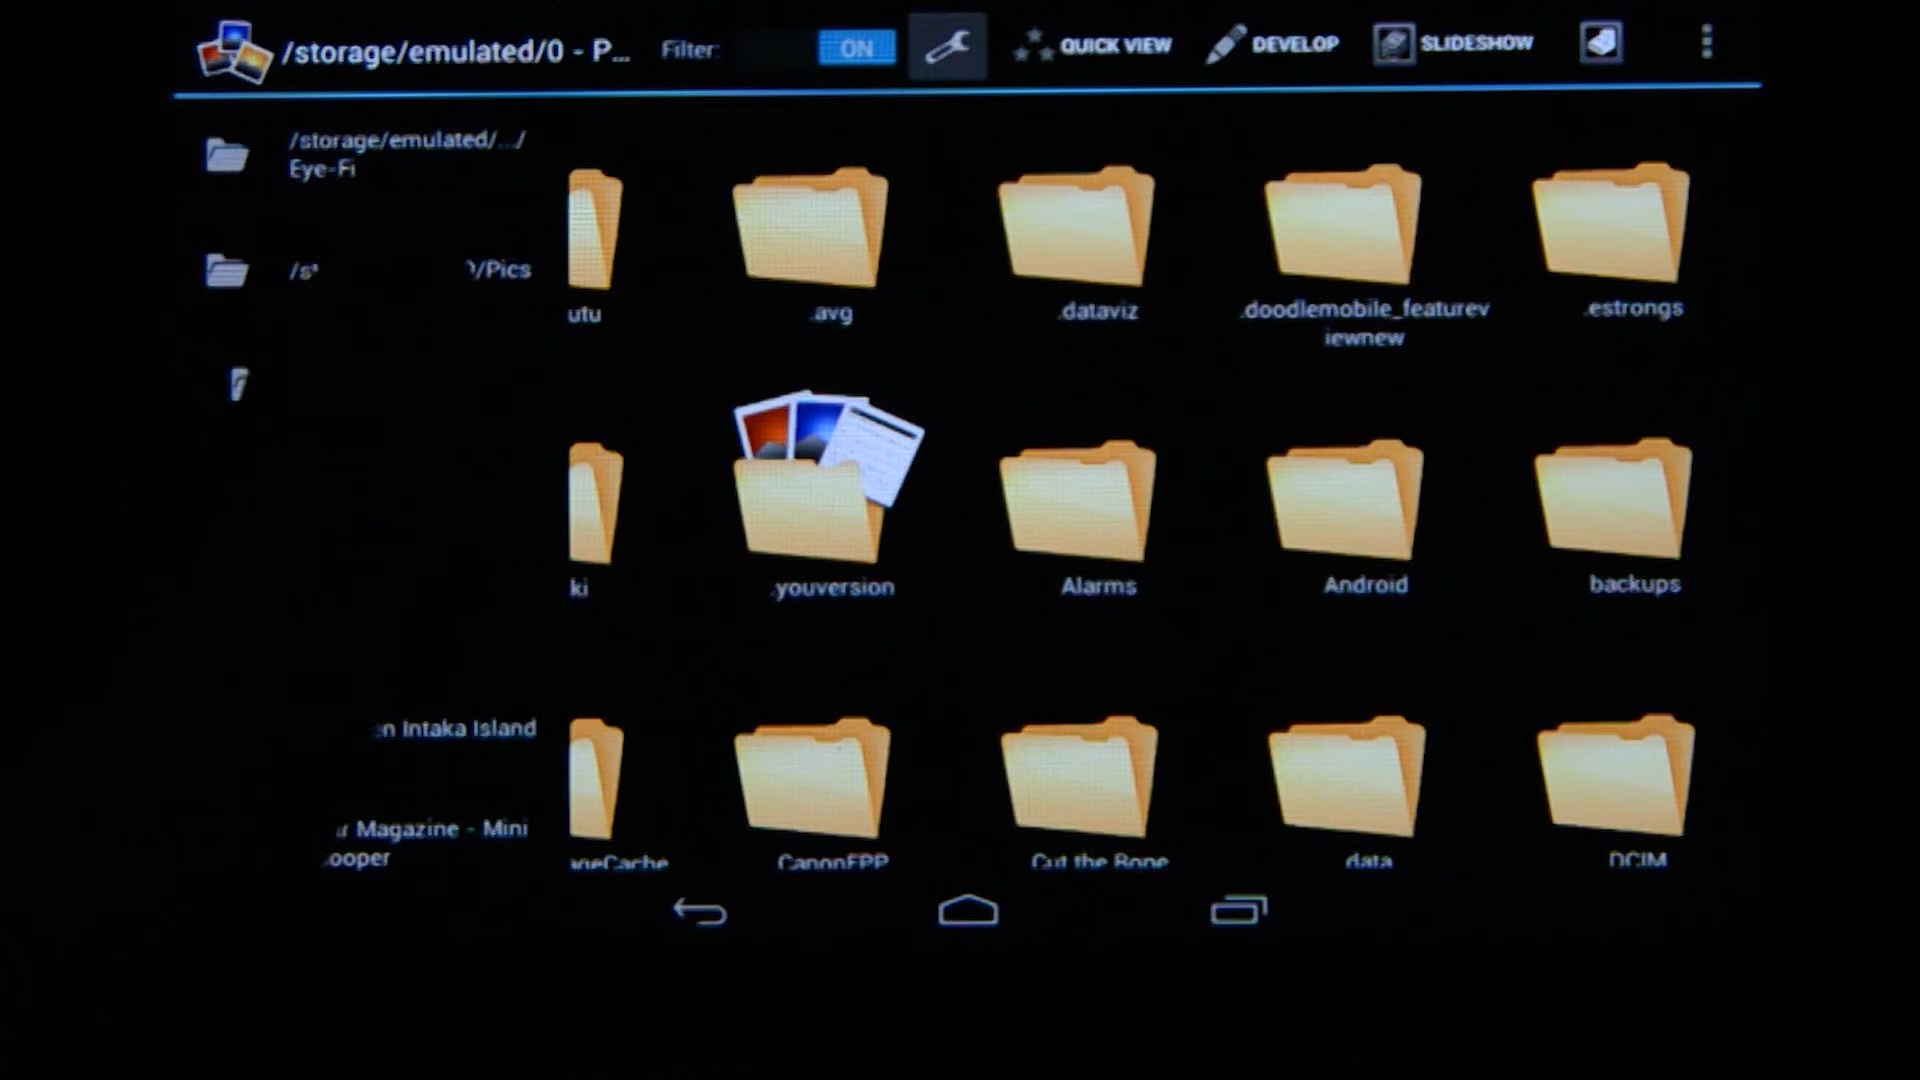 /storage/emulated/0 - P... Filter: ON QUICK VIEW DEVELOP SLIDESHOW
/storage/emulated/.../
Eye-Fi
/Pics
utu .avg .dataviz .doodlemobile_featurev .estrongs
iewnew
ki .youversion Alarms Android backups
n Intaka Island
Magazine - Mini
ooper
ageCache CanonEPP Cut the Rope data DCIM